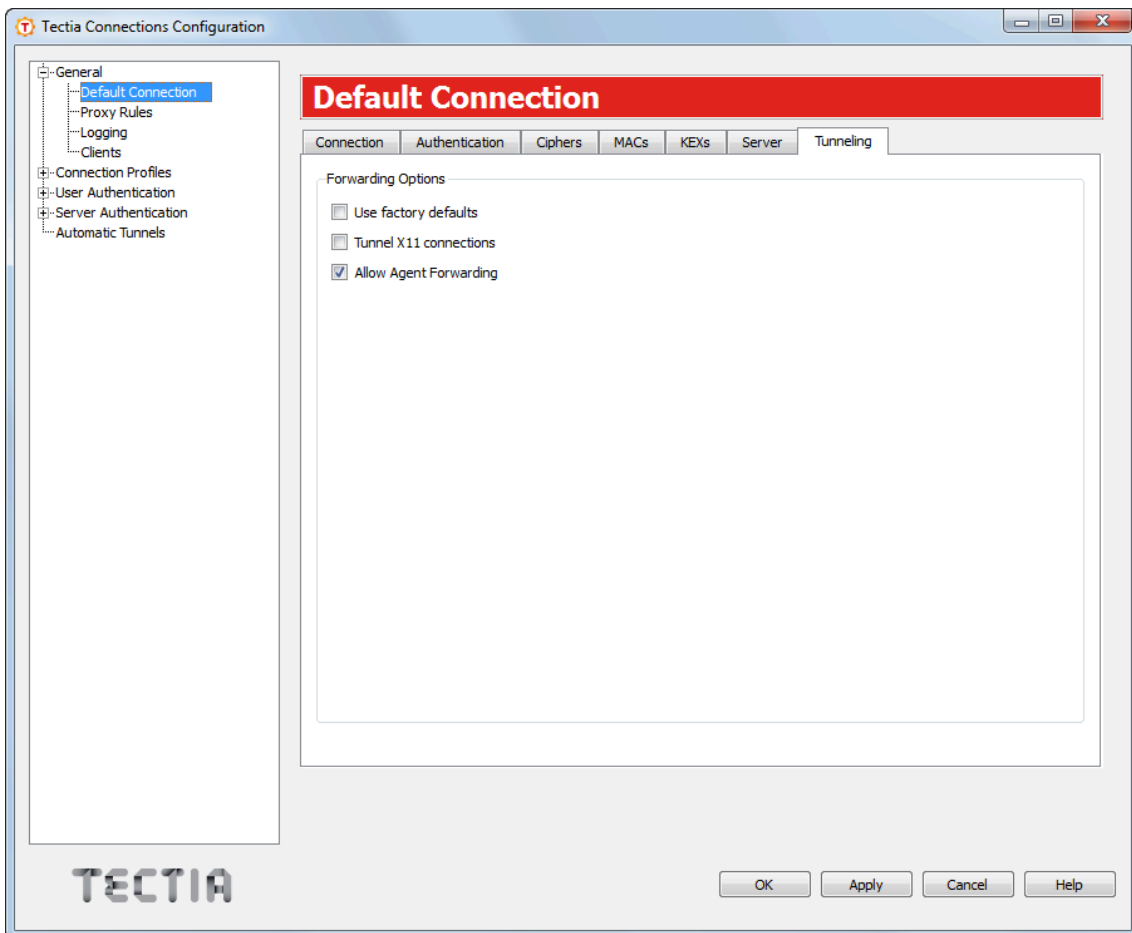 Tectia Connections Configuration
General
Default Connection
Proxy Rules
Logging
Clients
Connection Profiles
User Authentication
Server Authentication
Automatic Tunnels
Default Connection
Connection Authentication Ciphers MACs KEXs Server Tunneling
Forwarding Options
Use factory defaults
Tunnel X11 connections
Allow Agent Forwarding
TECTIA
OK Apply Cancel Help